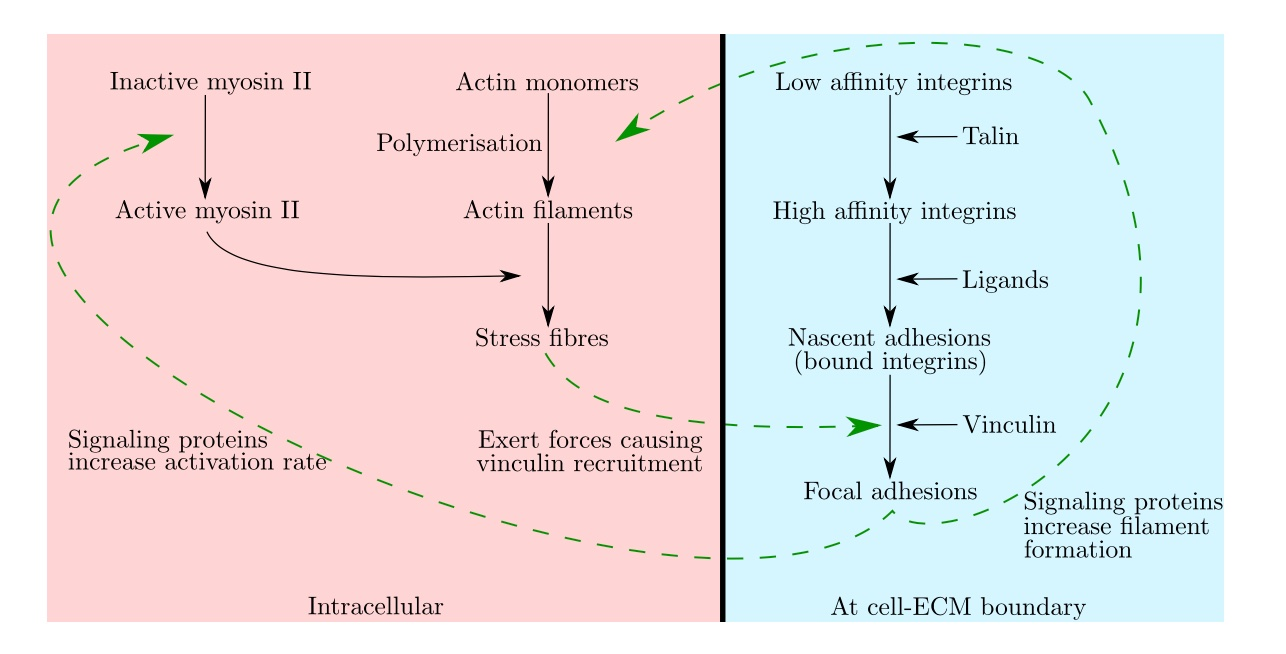 Inactive myosin II
Actin monomers
Low affinity integrins
Polymerisation
Talin
Active myosin II
Actin filaments
High affinity integrins
Ligands
Stress fibres
Nascent adhesions
(bound integrins)
Signaling proteins
increase activation rate
Exert forces causing
vinculin recruitment
Vinculin
Focal adhesions
Signaling proteins
increase filament
formation
Intracellular
At cell-ECM boundary